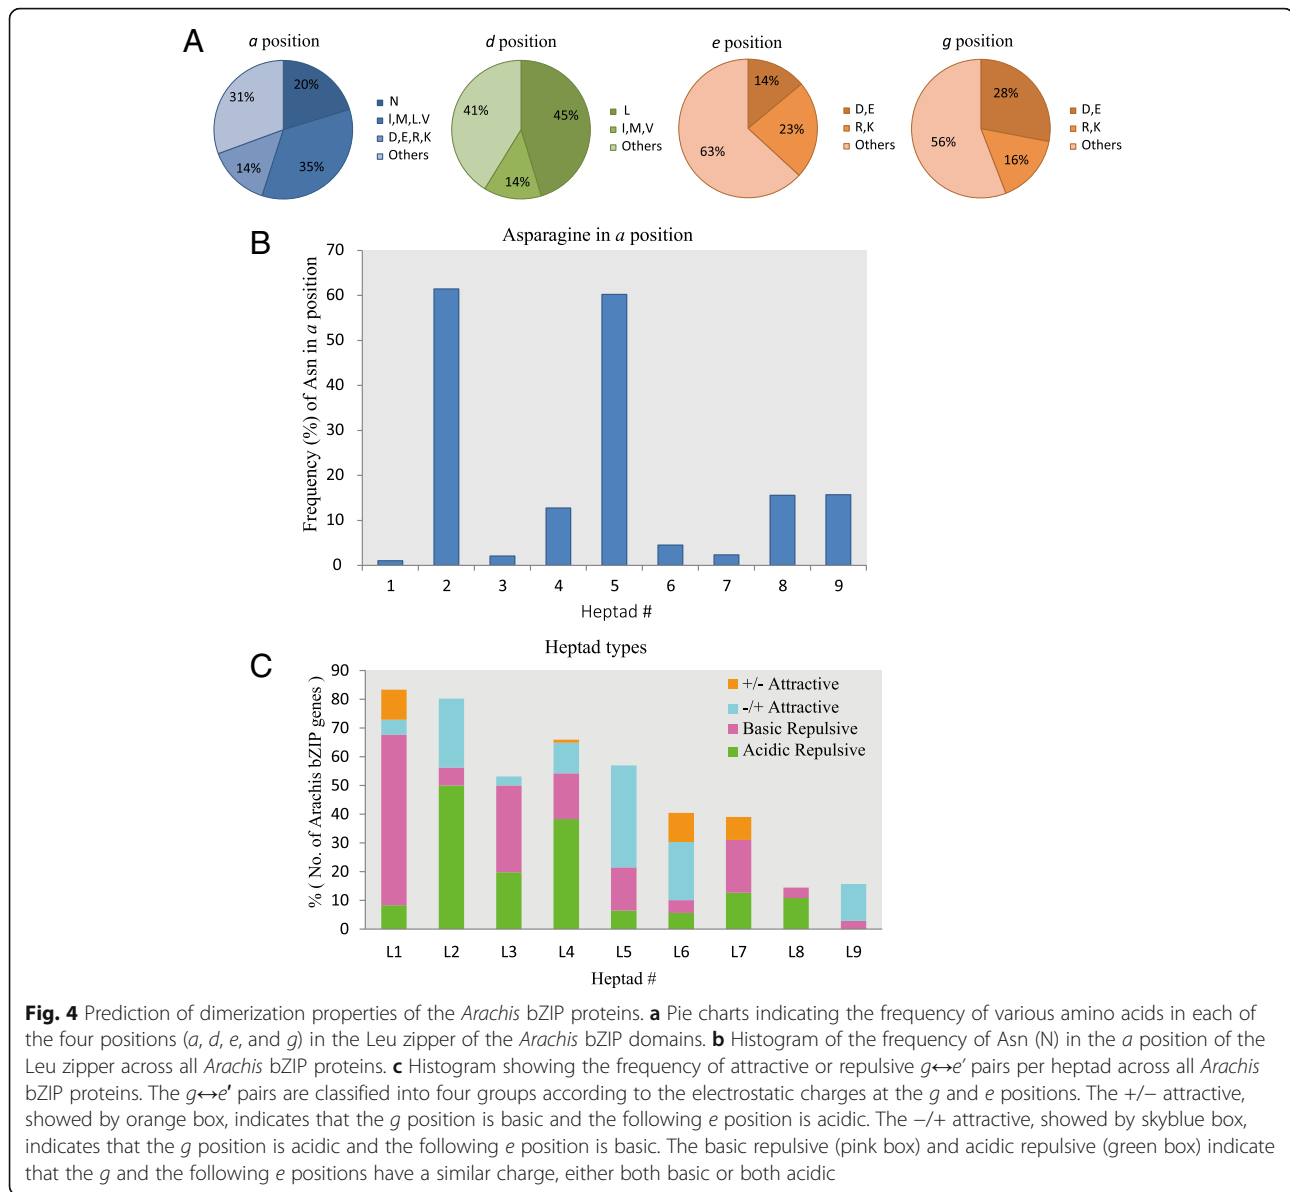 A
a position
d position
e position
g position
20%
35%
14%
31%
N
I,M,L.V
D,E,R,K
Others
45%
14%
41%
L
I,M,V
Others
14%
23%
63%
D,E
R,K
Others
28%
16%
56%
D,E
R,K
Others
B
Asparagine in a position
Frequency (%) of Asn in a position
70
60
50
40
30
20
10
0
1 2 3 4 5 6 7 8 9
Heptad #
C
Heptad types
% ( No. of Arachis bZIP genes )
90
80
70
60
50
40
30
20
10
0
+/- Attractive
-/+ Attractive
Basic Repulsive
Acidic Repulsive
L1 L2 L3 L4 L5 L6 L7 L8 L9
Heptad #
Fig. 4 Prediction of dimerization properties of the Arachis bZIP proteins. a Pie charts indicating the frequency of various amino acids in each of
the four positions (a, d, e, and g) in the Leu zipper of the Arachis bZIP domains. b Histogram of the frequency of Asn (N) in the a position of the
Leu zipper across all Arachis bZIP proteins. c Histogram showing the frequency of attractive or repulsive g↔e′ pairs per heptad across all Arachis
bZIP proteins. The g↔e′ pairs are classified into four groups according to the electrostatic charges at the g and e positions. The +/− attractive,
showed by orange box, indicates that the g position is basic and the following e position is acidic. The −/+ attractive, showed by skyblue box,
indicates that the g position is acidic and the following e position is basic. The basic repulsive (pink box) and acidic repulsive (green box) indicate
that the g and the following e positions have a similar charge, either both basic or both acidic